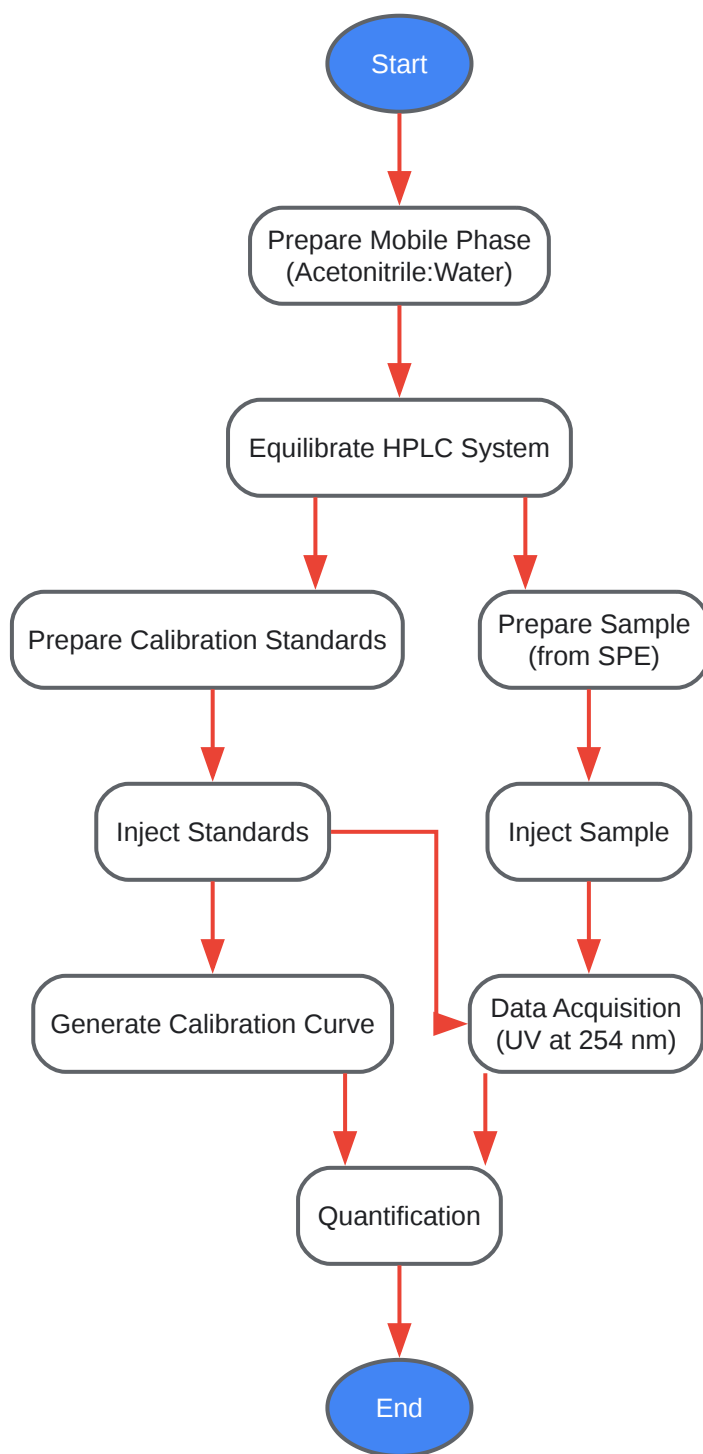 Start
Prepare Mobile Phase
(Acetonitrile:Water)
Equilibrate HPLC System
Prepare Calibration Standards
Prepare Sample
(from SPE)
Inject Standards
Inject Sample
Generate Calibration Curve
Data Acquisition
(UV at 254 nm)
Quantification
End